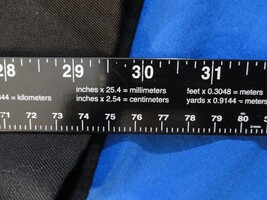 28 29 30 31
644 = kilometers inches x 25.4 = millimeters feet x 0.3048 = meters
inches x 2.54 = centimeters yards x 0.9144 = meters
71 72 73 74 75 76 77 78 79 80